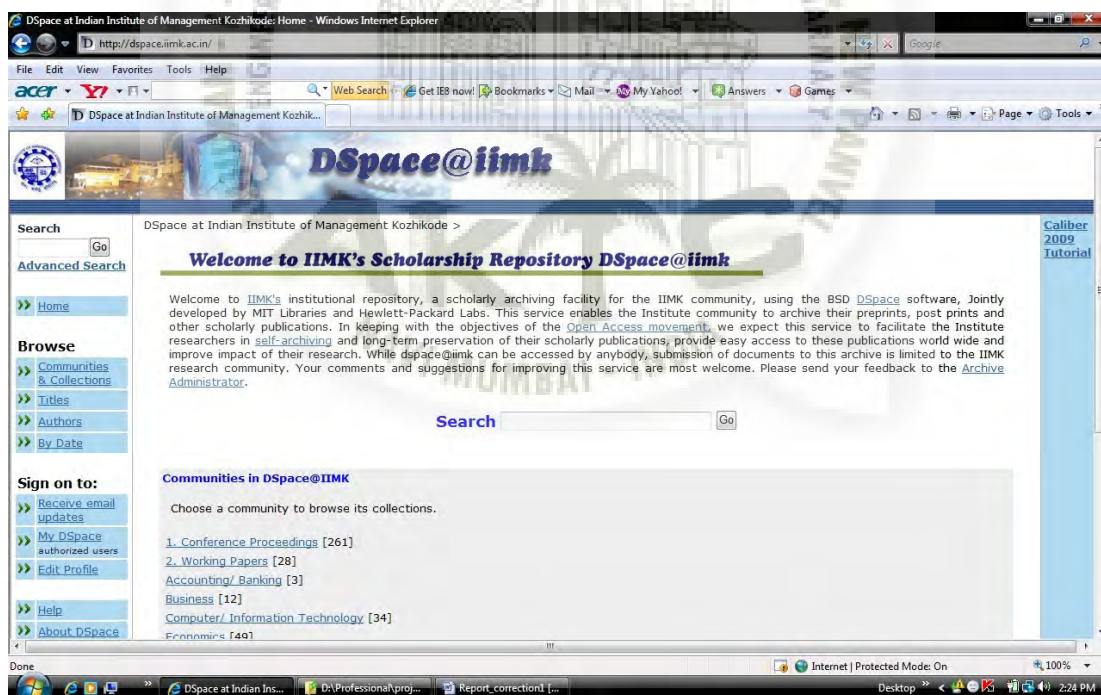 DSpace at Indian Institute of Management Kozhikode: Home - Windows Internet Explorer
http://dspace.iimk.ac.in/
Google
File Edit View Favorites Tools Help
acer Y! Web Search Get IE8 now! Bookmarks Mail My Yahoo! Answers Games
DSpace at Indian Institute of Management Kozhik... Page Tools
DSpace@iimk
Search
Go
Advanced Search
Home
Browse
Communities
& Collections
Titles
Authors
By Date
Sign on to:
Receive email
updates
My DSpace
authorized users
Edit Profile
Help
About DSpace
DSpace at Indian Institute of Management Kozhikode >
Welcome to IIMK's Scholarship Repository DSpace@iimk
Welcome to IIMK's institutional repository, a scholarly archiving facility for the IIMK community, using the BSD DSpace software, Jointly
developed by MIT Libraries and Hewlett-Packard Labs. This service enables the Institute community to archive their preprints, post prints and
other scholarly publications. In keeping with the objectives of the Open Access movement, we expect this service to facilitate the Institute
researchers in self-archiving and long-term preservation of their scholarly publications, provide easy access to these publications world wide and
improve impact of their research. While dspace@iimk can be accessed by anybody, submission of documents to this archive is limited to the IIMK
research community. Your comments and suggestions for improving this service are most welcome. Please send your feedback to the Archive
Administrator.
Search Go
Communities in DSpace@IIMK
Choose a community to browse its collections.
1. Conference Proceedings [261]
2. Working Papers [28]
Accounting/ Banking [3]
Business [12]
Computer/ Information Technology [34]
Economics [49]
Caliber
2009
Tutorial
Done Internet | Protected Mode: On 100%
DSpace at Indian Ins... D:\Professional\proj... Report_correction1 [... Desktop 2:24 PM
AKTS